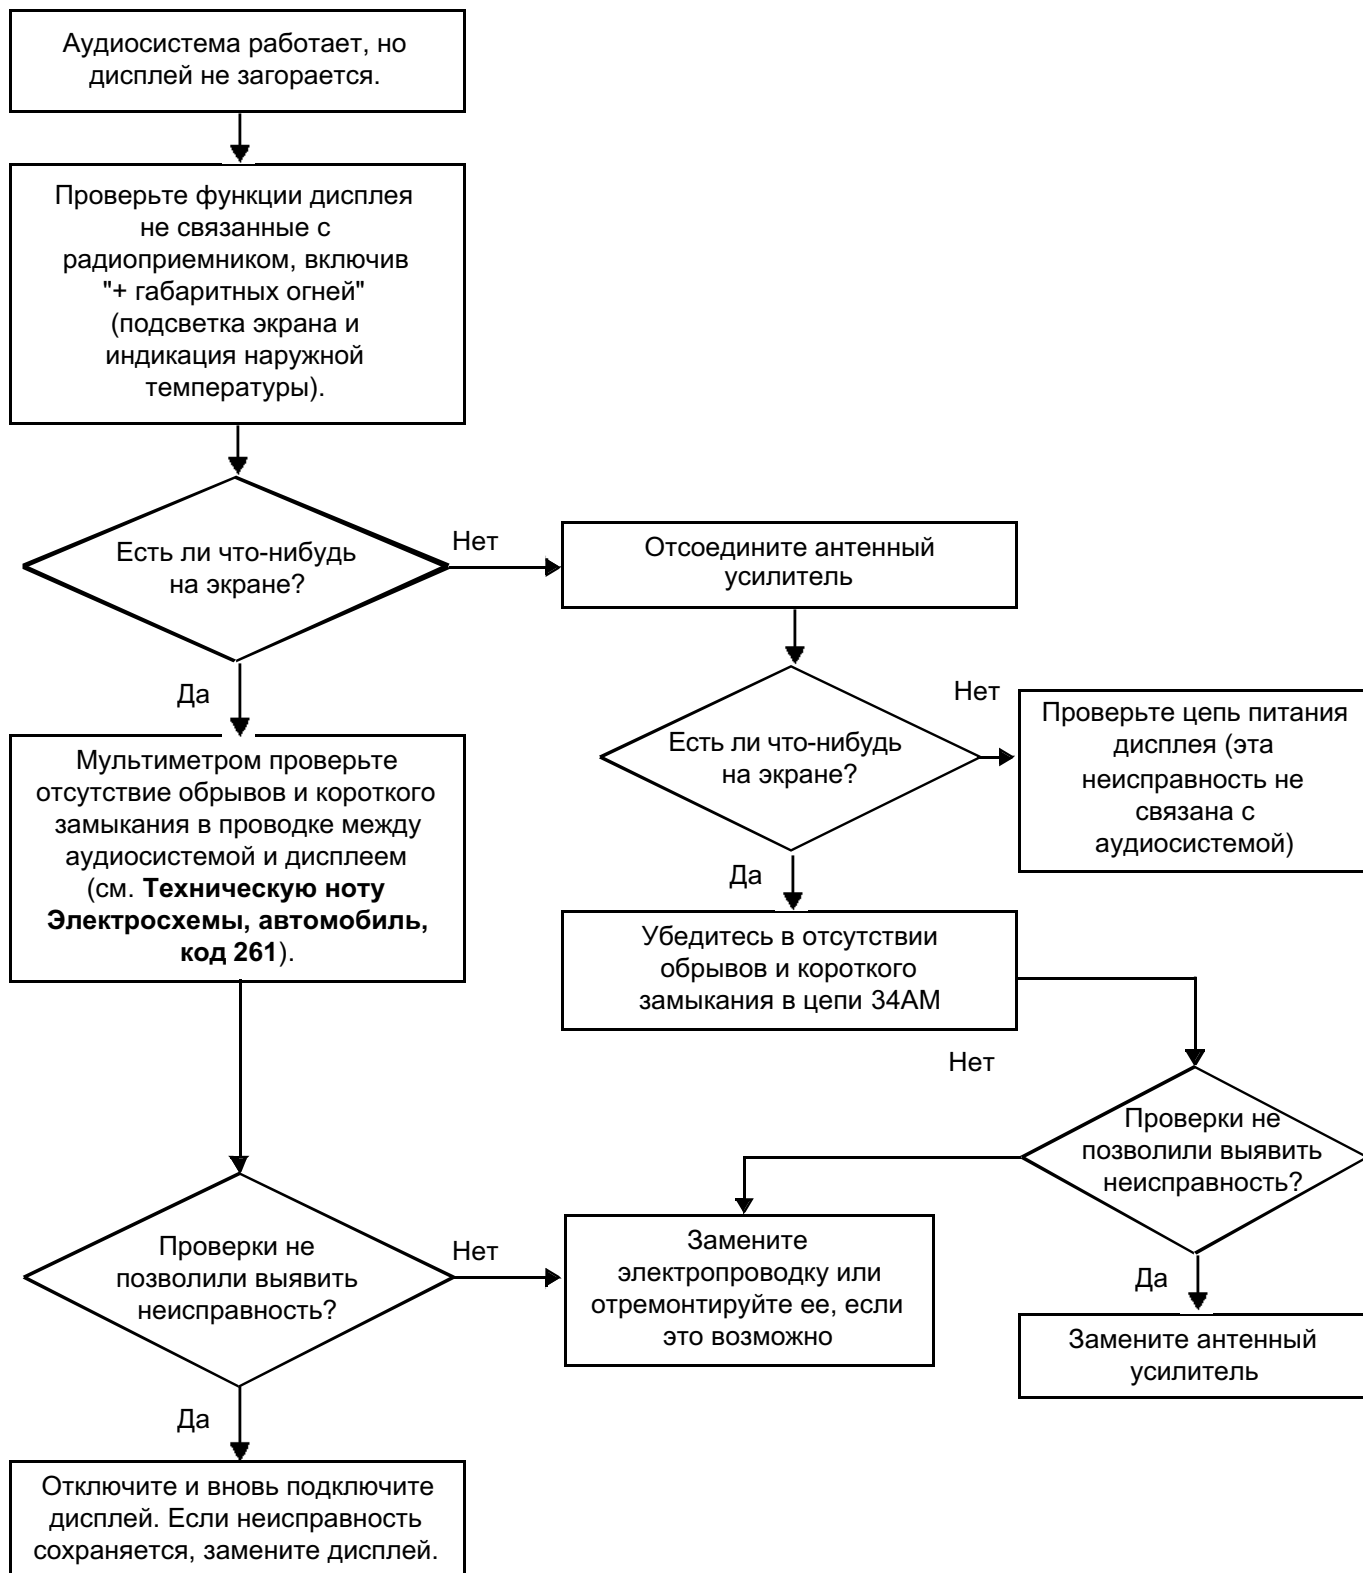 Аудиосистема работает, но
дисплей не загорается.
Проверьте функции дисплея
не связанные с
радиоприемником, включив
"+ габаритных огней"
(подсветка экрана и
индикация наружной
температуры).
Есть ли что-нибудь
на экране?
Нет
Отсоедините антенный
усилитель
Да
Есть ли что-нибудь
на экране?
Нет
Проверьте цепь питания
дисплея (эта
неисправность не
связана с
аудиосистемой)
Мультиметром проверьте
отсутствие обрывов и короткого
замыкания в проводке между
аудиосистемой и дисплеем
(см. Техническую ноту
Электросхемы, автомобиль,
код 261).
Да
Убедитесь в отсутствии
обрывов и короткого
замыкания в цепи 34AM
Нет
Проверки не
позволили выявить
неисправность?
Проверки не
позволили выявить
неисправность?
Нет
Замените
электропроводку или
отремонтируйте ее, если
это возможно
Да
Замените антенный
усилитель
Да
Отключите и вновь подключите
дисплей. Если неисправность
сохраняется, замените дисплей.